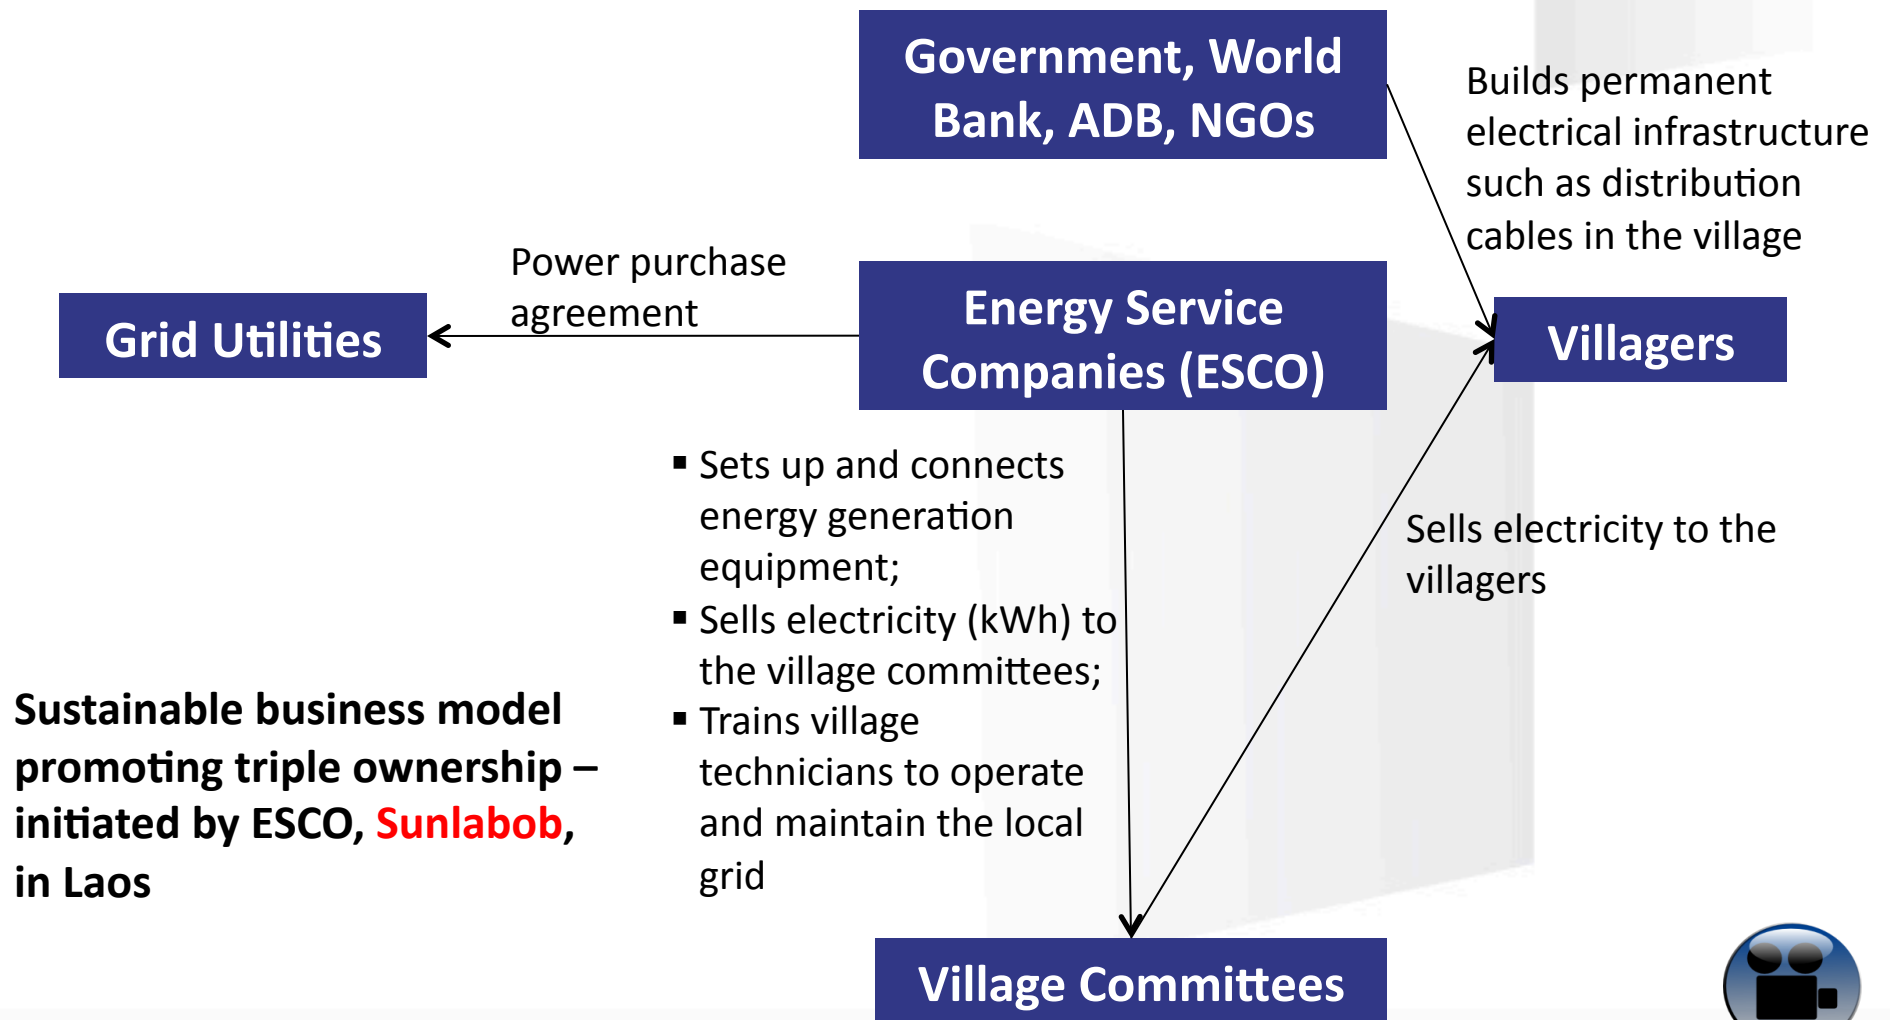 Government, World
Bank, ADB, NGOs
Builds permanent
electrical infrastructure
such as distribution
cables in the village
Power purchase
agreement
Grid Utilities
Energy Service
Companies (ESCO)
Villagers
▪ Sets up and connects
energy generation
equipment;
▪ Sells electricity (kWh) to
the village committees;
▪ Trains village
technicians to operate
and maintain the local
grid
Sells electricity to the
villagers
Sustainable business model
promoting triple ownership –
initiated by ESCO, Sunlabob,
in Laos
Village Committees